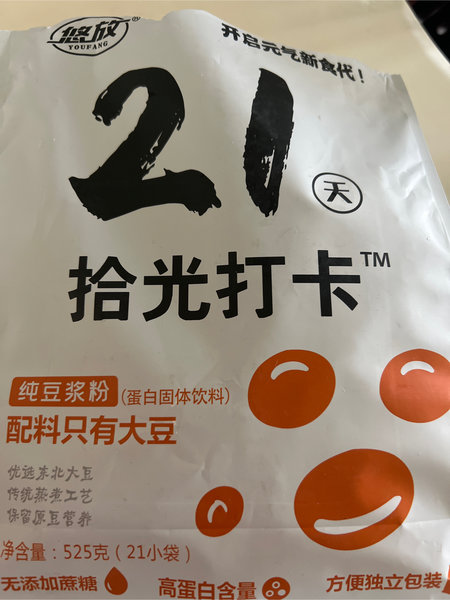 悠放®
YOUFANG
开启元气新食代！
21天
拾光打卡™
纯豆浆粉（蛋白固体饮料）
配料只有大豆
优选东北大豆
传统蒸煮工艺
保留原豆营养
净含量：525克（21小袋）
无添加蔗糖 高蛋白含量 方便独立包装